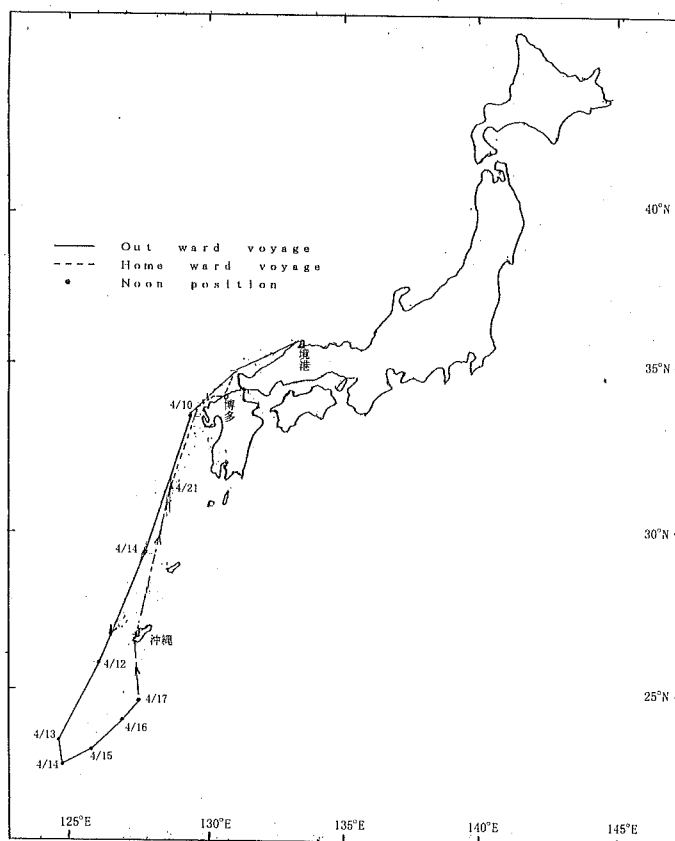 40°N
Out ward voyage
Home ward voyage
Noon position
境港
35°N
博多
4/10
4/21
30°N
4/14
沖縄
4/12
25°N
4/17
4/16
4/13
4/15
4/14
125°E
130°E
135°E
140°E
145°E